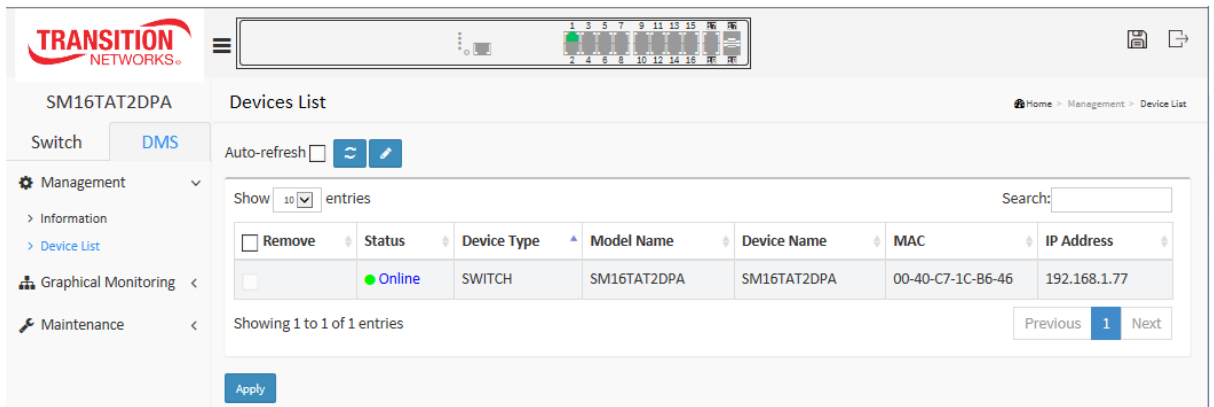 TRANSITION
NETWORKS®
1 3 5 7 9 11 13 15
2 4 6 8 10 12 14 16
SM16TAT2DPA
Devices List
Home > Management > Device List
Switch
DMS
Auto-refresh
Management
Show 10 entries
Search:
> Information
> Device List
Remove
Status
Device Type
Model Name
Device Name
MAC
IP Address
Online
SWITCH
SM16TAT2DPA
SM16TAT2DPA
00-40-C7-1C-B6-46
192.168.1.77
Graphical Monitoring <
Maintenance <
Showing 1 to 1 of 1 entries
Previous 1 Next
Apply